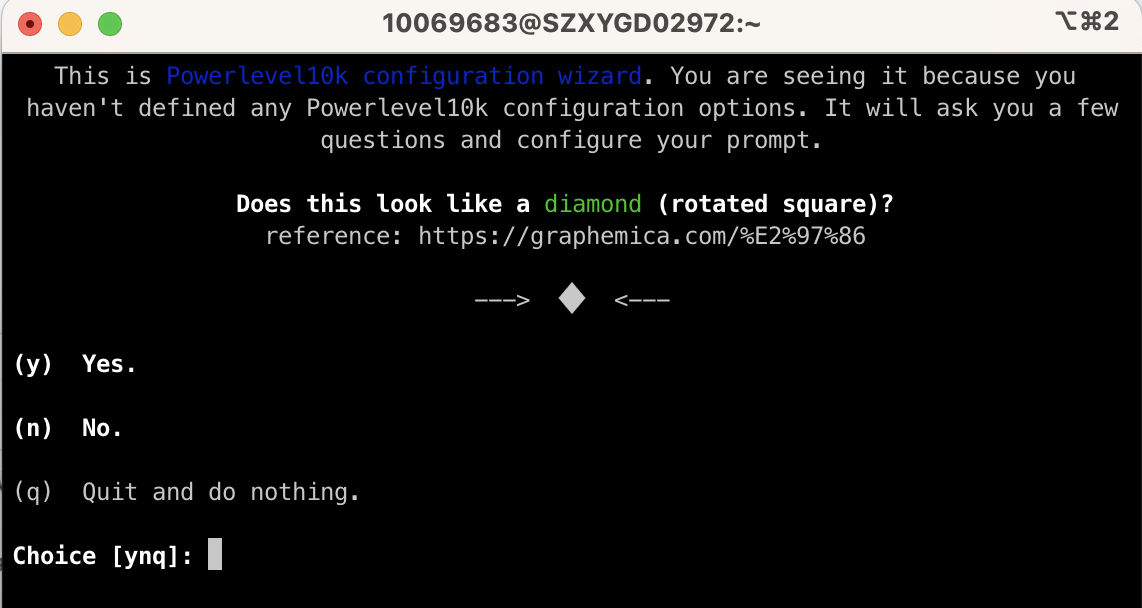 10069683@SZXYGD02972:~ ⌥⌘2
This is Powerlevel10k configuration wizard. You are seeing it because you
haven't defined any Powerlevel10k configuration options. It will ask you a few
questions and configure your prompt.
Does this look like a diamond (rotated square)?
reference: https://graphemica.com/%E2%97%86
---> ◆ <---
(y) Yes.
(n) No.
(q) Quit and do nothing.
Choice [ynq]: